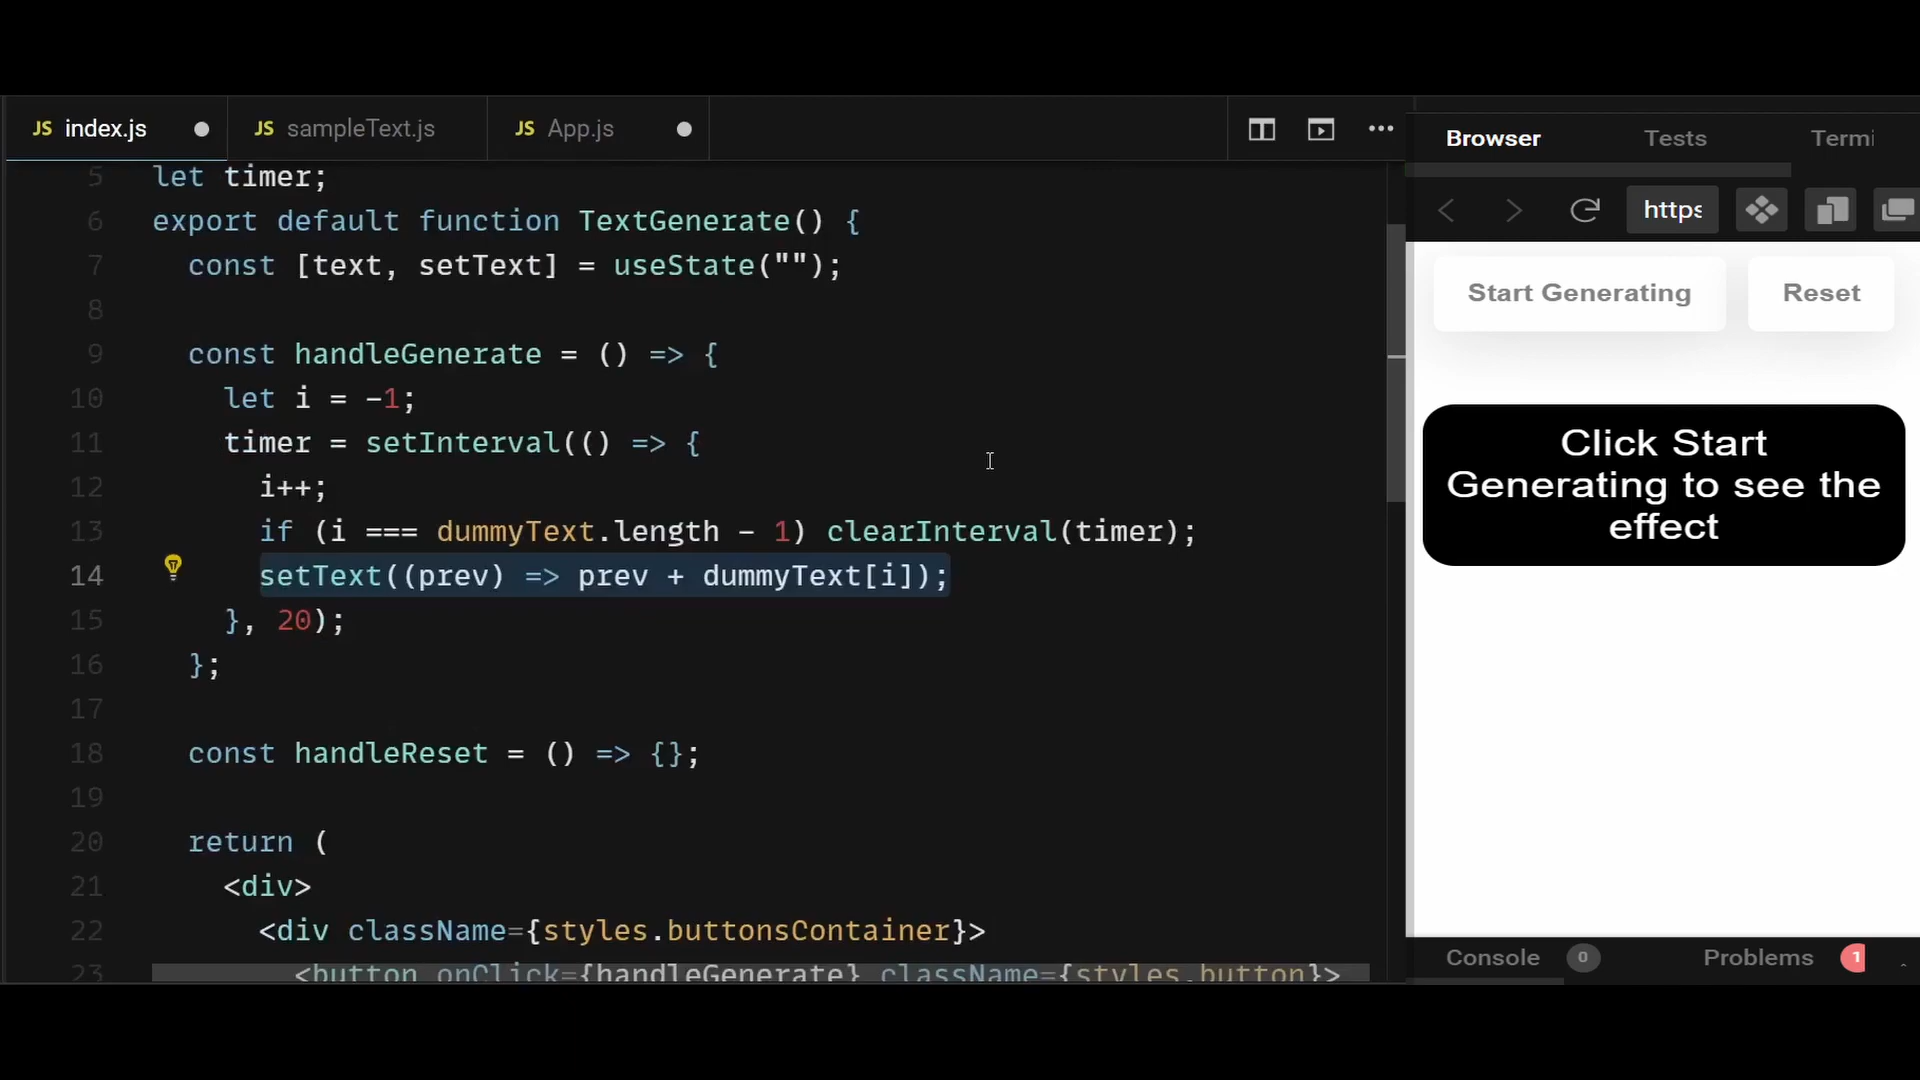 JS index.js
JS sampleText.js
JS App.js
Browser
Tests
Termi
5 let timer;
6 export default function TextGenerate() {
7 const [text, setText] = useState("");
8
9 const handleGenerate = () => {
10 let i = -1;
11 timer = setInterval(() => {
12 i++;
13 if (i === dummyText.length - 1) clearInterval(timer);
14 setText((prev) => prev + dummyText[i]);
15 }, 20);
16 };
17
18 const handleReset = () => {};
19
20 return (
21 <div>
22 <div className={styles.buttonsContainer}>
23 <button onClick={handleGenerate} className={styles.button}>
https
Start Generating
Reset
Click Start
Generating to see the
effect
Console 0
Problems 1